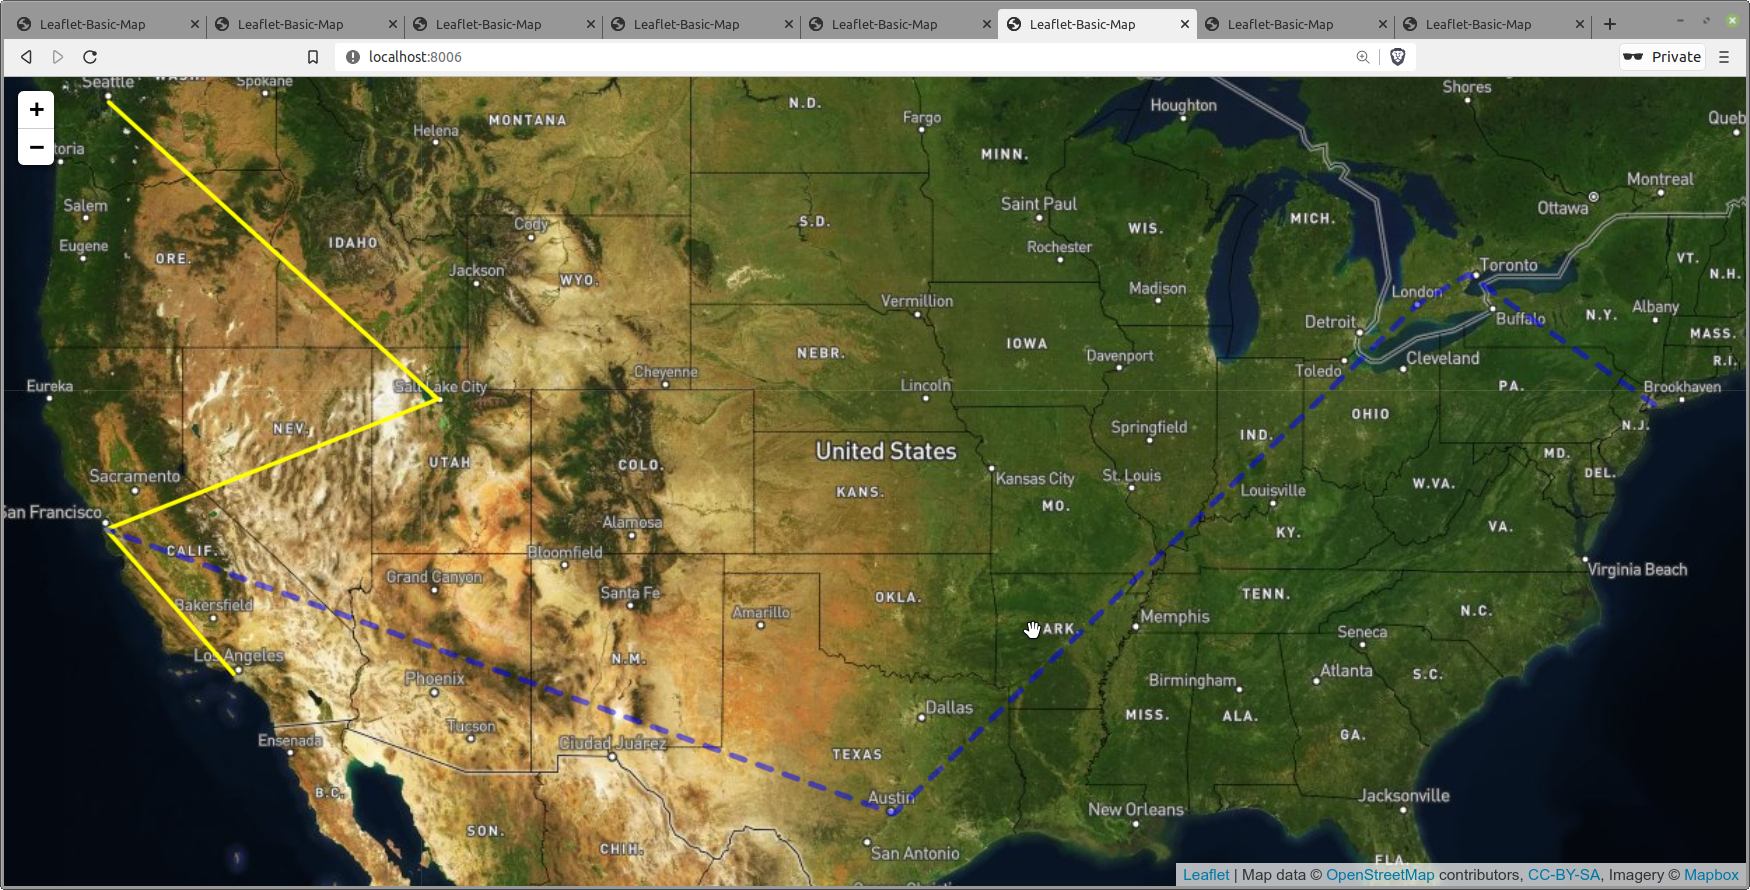 Leaflet-Basic-Map Leaflet-Basic-Map Leaflet-Basic-Map Leaflet-Basic-Map Leaflet-Basic-Map Leaflet-Basic-Map Leaflet-Basic-Map Leaflet-Basic-Map
localhost:8006
Private
+
−
Seattle
WASH.
Spokane
N.D.
Shores
Houghton
MONTANA
Fargo
Queb
Helena
toria
MINN.
Montreal
Salem
Saint Paul
Ottawa
Cody
S.D.
WIS.
MICH.
Eugene
IDAHO
Rochester
ORE.
Jackson
WYO.
Toronto
VT.
N.H.
Madison
London
Vermillion
Albany
Detroit
Buffalo
N.Y.
MASS.
IOWA
NEBR.
Davenport
Cleveland
R.I.
Toledo
Cheyenne
Eureka
Salt Lake City
Lincoln
PA.
Brookhaven
OHIO
NEV.
Springfield
IND.
N.J.
United States
MD.
UTAH
COLO.
DEL.
Sacramento
Kansas City
St. Louis
W.VA.
KANS.
Louisville
MO.
San Francisco
Alamosa
KY.
VA.
CALIF.
Bloomfield
Grand Canyon
Virginia Beach
Santa Fe
OKLA.
TENN.
Bakersfield
Amarillo
Memphis
N.C.
ARK.
Seneca
Los Angeles
N.M.
Atlanta
S.C.
Phoenix
Birmingham
Dallas
MISS.
ALA.
Tucson
GA.
Ensenada
Ciudad Juárez
TEXAS
B.C.
Austin
Jacksonville
New Orleans
SON.
CHIH.
San Antonio
FLA.
Leaflet | Map data © OpenStreetMap contributors, CC-BY-SA, Imagery © Mapbox